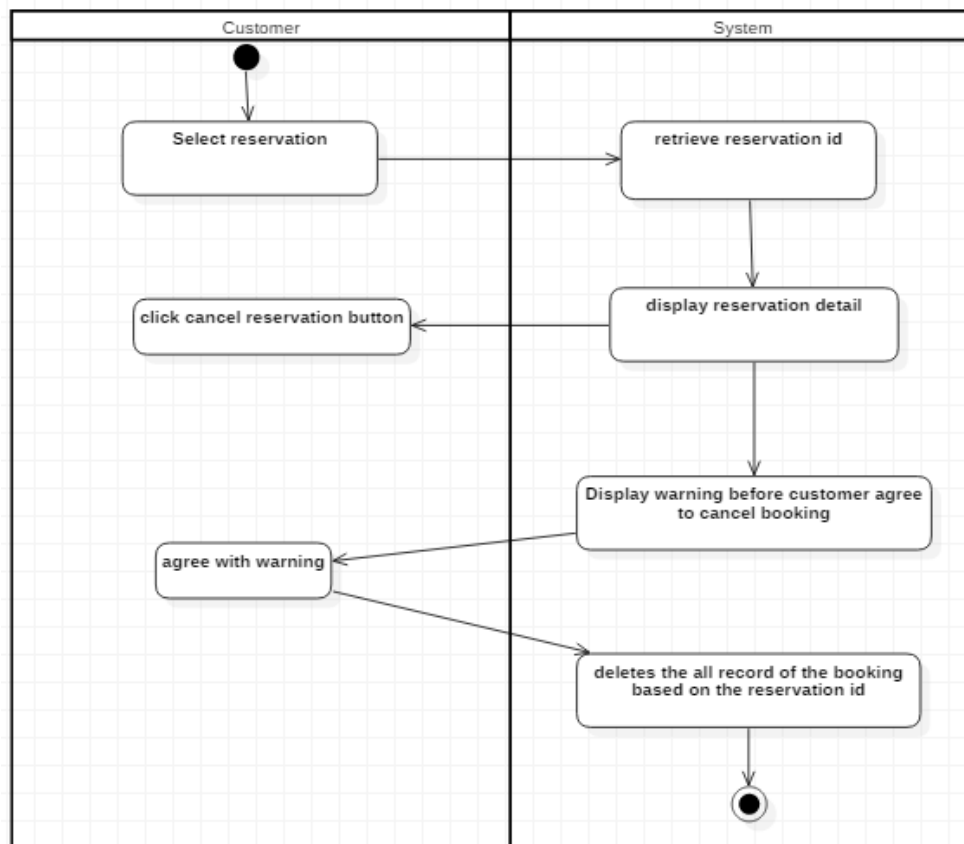 Customer
System
Select reservation
retrieve reservation id
click cancel reservation button
display reservation detail
Display warning before customer agree
to cancel booking
agree with warning
deletes the all record of the booking
based on the reservation id